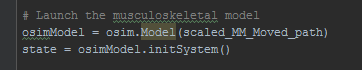 # Launch the musculoskeletal model
osimModel = osim.Model(scaled_MM_Moved_path)
state = osimModel.initSystem()